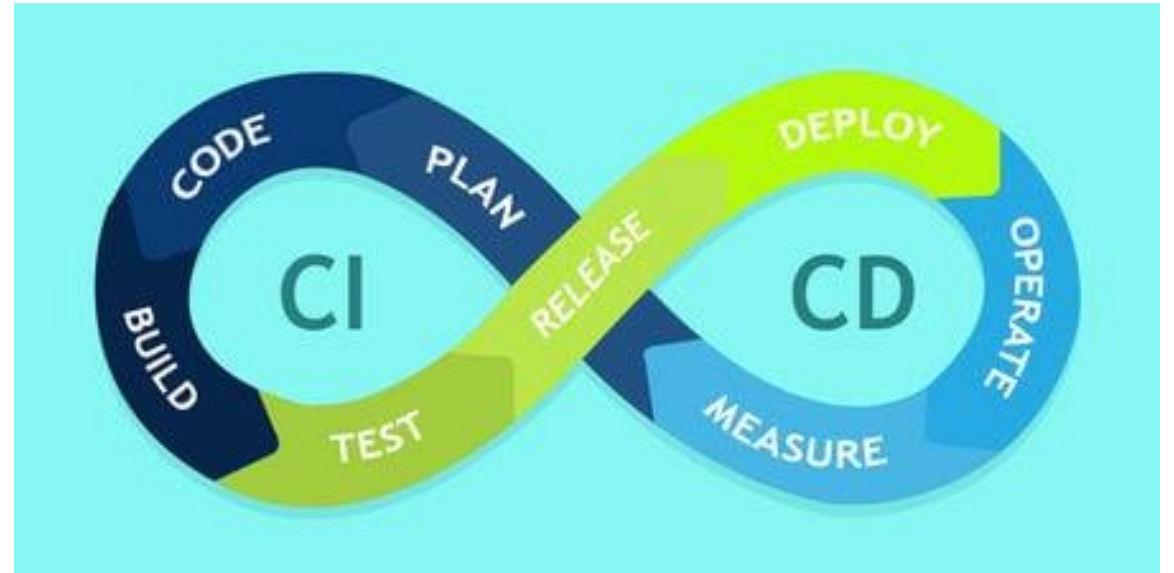 PLAN
CODE
BUILD
TEST
RELEASE
DEPLOY
OPERATE
MEASURE
CI
CD